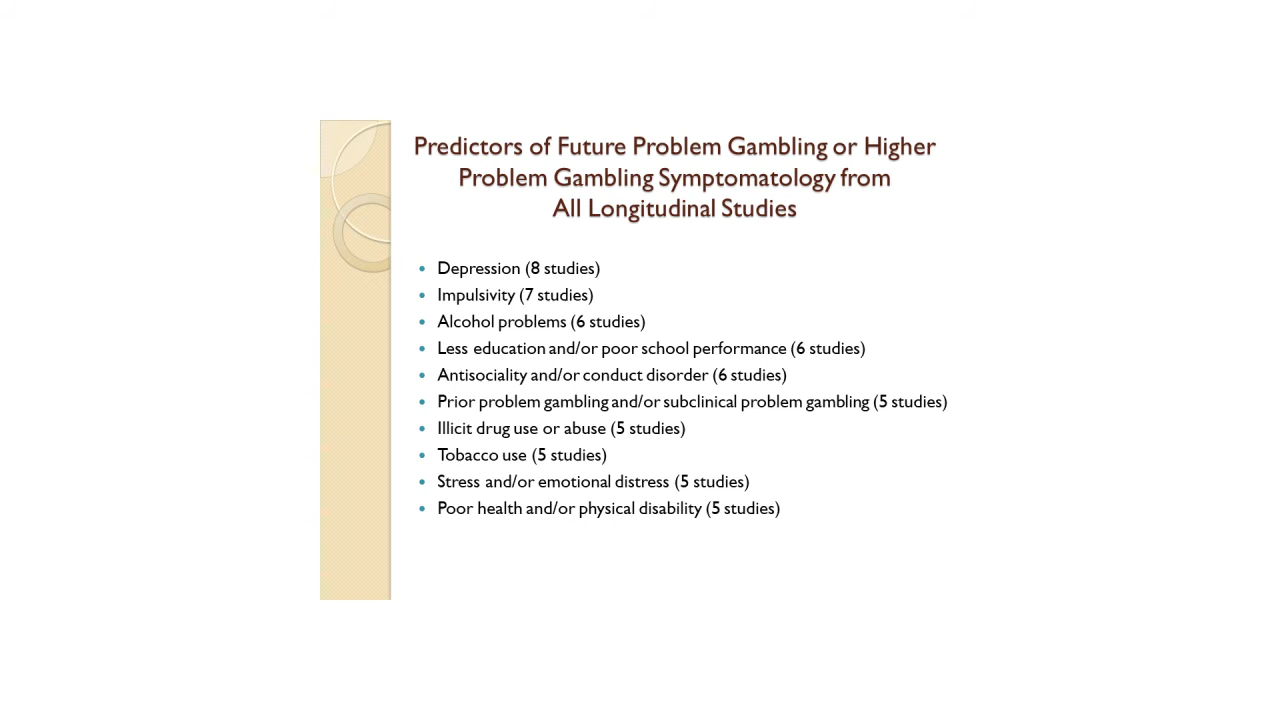 Predictors of Future Problem Gambling or Higher
Problem Gambling Symptomatology from
All Longitudinal Studies
• Depression (8 studies)
• Impulsivity (7 studies)
• Alcohol problems (6 studies)
• Less education and/or poor school performance (6 studies)
• Antisociality and/or conduct disorder (6 studies)
• Prior problem gambling and/or subclinical problem gambling (5 studies)
• Illicit drug use or abuse (5 studies)
• Tobacco use (5 studies)
• Stress and/or emotional distress (5 studies)
• Poor health and/or physical disability (5 studies)